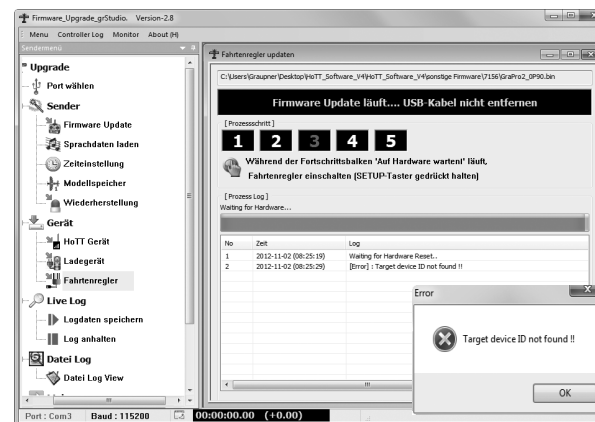 Firmware_Upgrade_grStudio. Version-2.8
Menu Controller Log Monitor About (H)
Sendermenü
Upgrade
Port wählen
Sender
Firmware Update
Sprachdaten laden
Zeiteinstellung
Modellspeicher
Wiederherstellung
Gerät
HoTT Gerät
Ladegerät
Fahrtenregler
Live Log
Logdaten speichern
Log anhalten
Datei Log
Datei Log View
Fahrtenregler updaten
C:\Users\Graupner\Desktop\HoTT_Software_V4\HoTT_Software_V4\sonstige Firmware\7156\GraPro2_0P90.bin
Firmware Update läuft.... USB-Kabel nicht entfernen
[ Prozessschritt ]
1 2 3 4 5
Während der Fortschrittsbalken 'Auf Hardware warten!' läuft,
Fahrtenregler einschalten (SETUP-Taster gedrückt halten)
[ Prozess Log ]
Waiting for Hardware...
No Zeit Log
1 2012-11-02 (08:25:19) Waiting for Hardware Reset..
2 2012-11-02 (08:25:29) [Error] : Target device ID not found !!
Error
Target device ID not found !!
OK
Port : Com3 Baud : 115200 00:00:00.00 (+0.00)